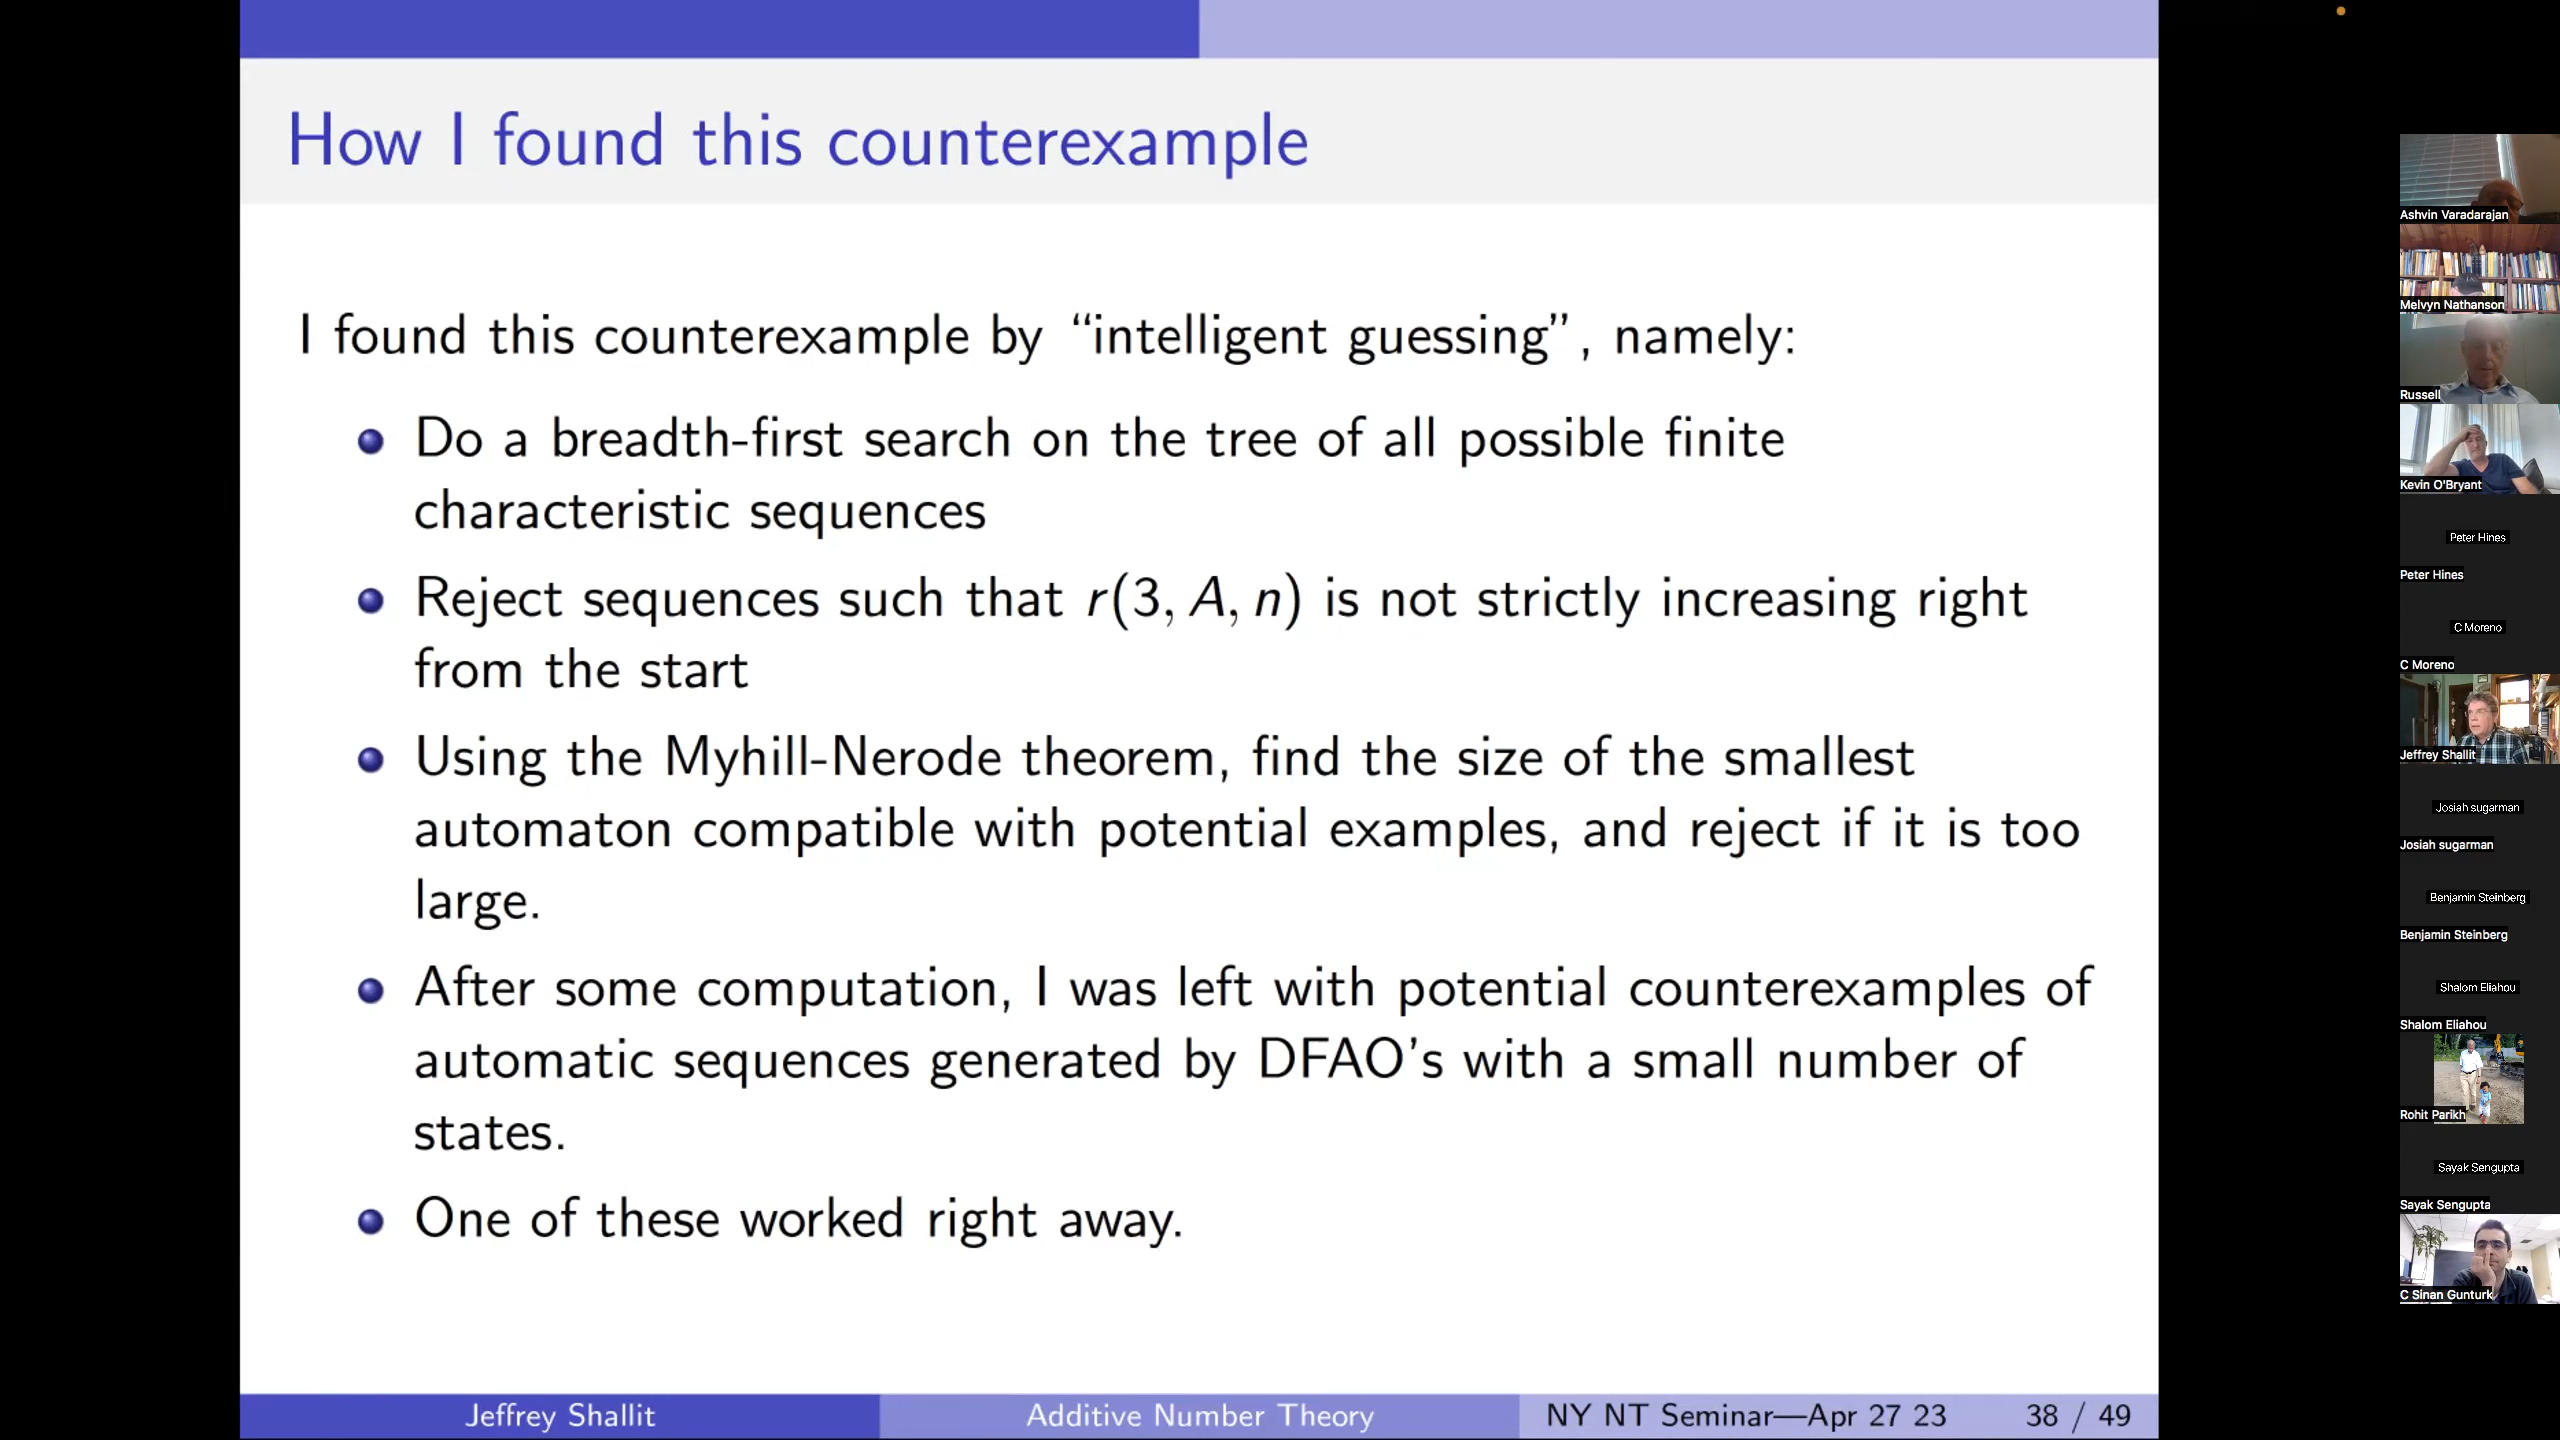 How I found this counterexample
I found this counterexample by “intelligent guessing”, namely:
Do a breadth-first search on the tree of all possible finite
characteristic sequences
Reject sequences such that r(3, A, n) is not strictly increasing right
from the start
Using the Myhill-Nerode theorem, find the size of the smallest
automaton compatible with potential examples, and reject if it is too
large.
After some computation, I was left with potential counterexamples of
automatic sequences generated by DFAO’s with a small number of
states.
One of these worked right away.
Jeffrey Shallit
Additive Number Theory
NY NT Seminar—Apr 27 23
38 / 49
Ashvin Varadarajan
Melvyn Nathanson
Russell
Kevin O'Bryant
Peter Hines
Peter Hines
C Moreno
C Moreno
Jeffrey Shallit
Josiah sugarman
Josiah sugarman
Benjamin Steinberg
Benjamin Steinberg
Shalom Eliahou
Shalom Eliahou
Rohit Parikh
Sayak Sengupta
Sayak Sengupta
C Sinan Gunturk